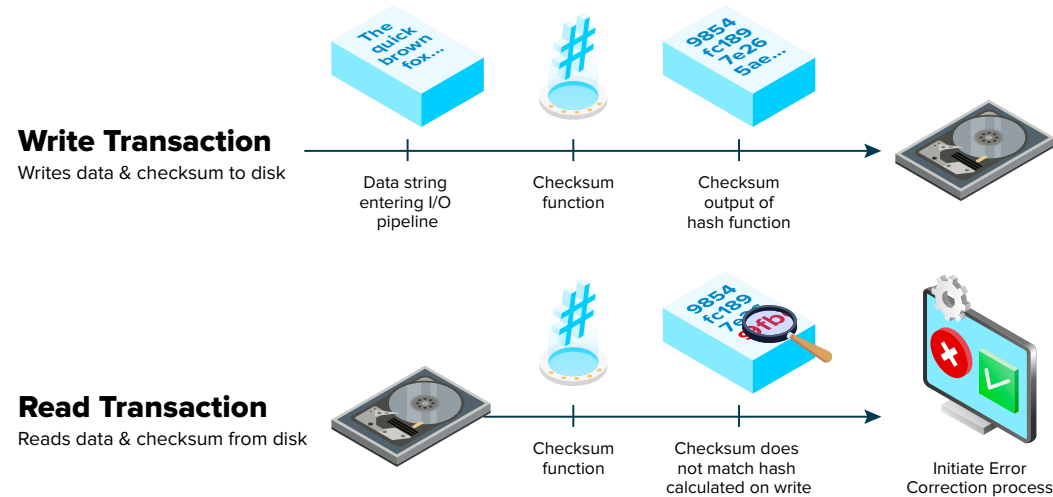 The
quick
brown
fox...
#
9854
fc189
7e26
5ae...
Write Transaction
Writes data & checksum to disk
Data string
entering I/O
pipeline
Checksum
function
Checksum
output of
hash function
#
9854
fc189
7e26
9fb
Read Transaction
Reads data & checksum from disk
Checksum
function
Checksum does
not match hash
calculated on write
Initiate Error
Correction process